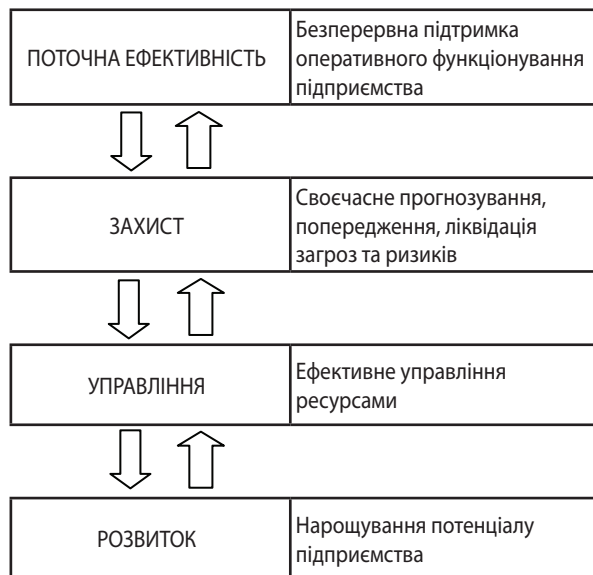 ПОТОЧНА ЕФЕКТИВНІСТЬ
Безперервна підтримка
оперативного функціонування
підприємства
ЗАХИСТ
Своєчасне прогнозування,
попередження, ліквідація
загроз та ризиків
УПРАВЛІННЯ
Ефективне управління
ресурсами
РОЗВИТОК
Нарощування потенціалу
підприємства